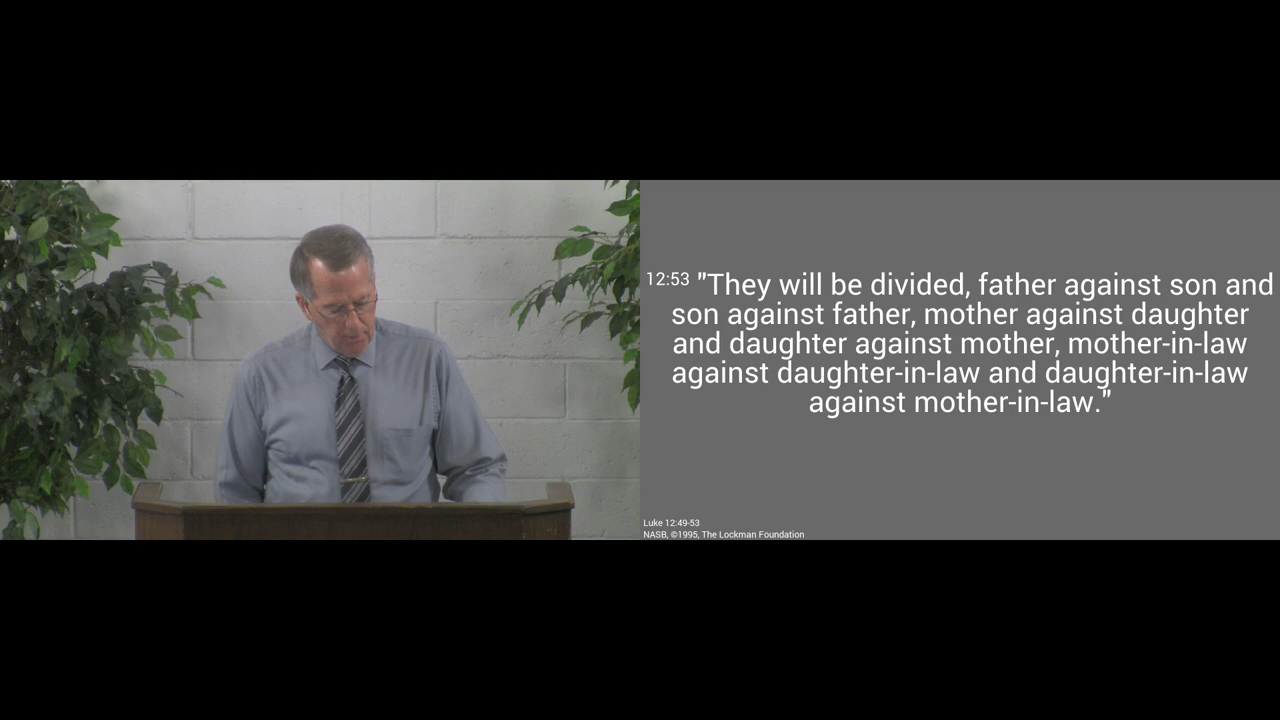 12:53 "They will be divided, father against son and
son against father, mother against daughter
and daughter against mother, mother-in-law
against daughter-in-law and daughter-in-law
against mother-in-law."
Luke 12:49-53
NASB, ©1995, The Lockman Foundation